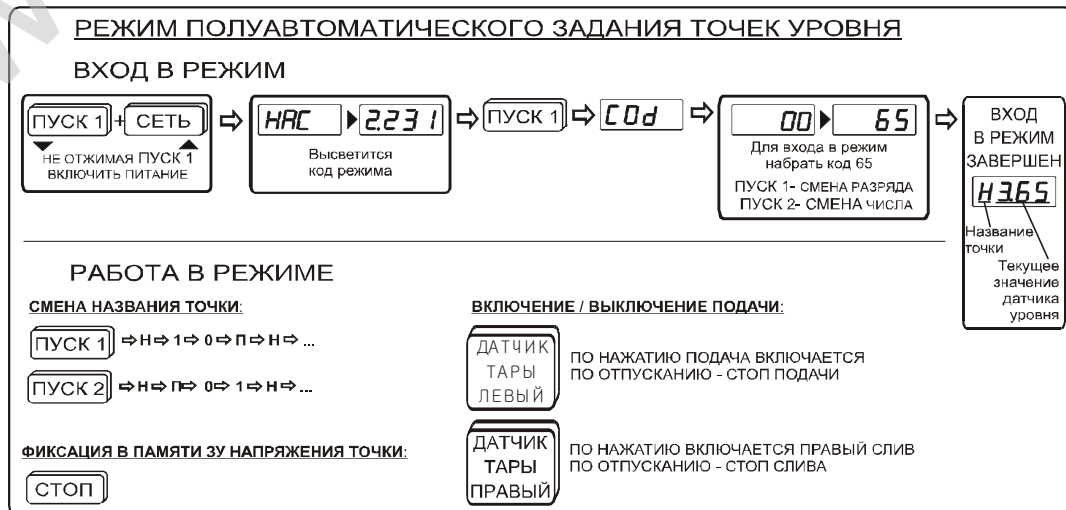 РЕЖИМ ПОЛУАВТОМАТИЧЕСКОГО ЗАДАНИЯ ТОЧЕК УРОВНЯ
ВХОД В РЕЖИМ
ПУСК 1 + СЕТЬ
НЕ ОТЖИМАЯ ПУСК 1
ВКЛЮЧИТЬ ПИТАНИЕ
НАС 2.231
Высветится
код режима
ПУСК 1
COd
00 65
Для входа в режим
набрать код 65
ПУСК 1- СМЕНА РАЗРЯДА
ПУСК 2- СМЕНА ЧИСЛА
ВХОД
В РЕЖИМ
ЗАВЕРШЕН
Н3.65
Название
точки
Текущее
значение
датчика
уровня
РАБОТА В РЕЖИМЕ
СМЕНА НАЗВАНИЯ ТОЧКИ:
ПУСК 1 ⇨Н⇨1⇨0⇨П⇨Н⇨...
ПУСК 2 ⇨Н⇨П⇨0⇨1⇨Н⇨...
ФИКСАЦИЯ В ПАМЯТИ ЗУ НАПРЯЖЕНИЯ ТОЧКИ:
СТОП
ВКЛЮЧЕНИЕ / ВЫКЛЮЧЕНИЕ ПОДАЧИ:
ДАТЧИК
ТАРЫ
ЛЕВЫЙ
ПО НАЖАТИЮ ПОДАЧА ВКЛЮЧАЕТСЯ
ПО ОТПУСКАНИЮ - СТОП ПОДАЧИ
ДАТЧИК
ТАРЫ
ПРАВЫЙ
ПО НАЖАТИЮ ВКЛЮЧАЕТСЯ ПРАВЫЙ СЛИВ
ПО ОТПУСКАНИЮ - СТОП СЛИВА